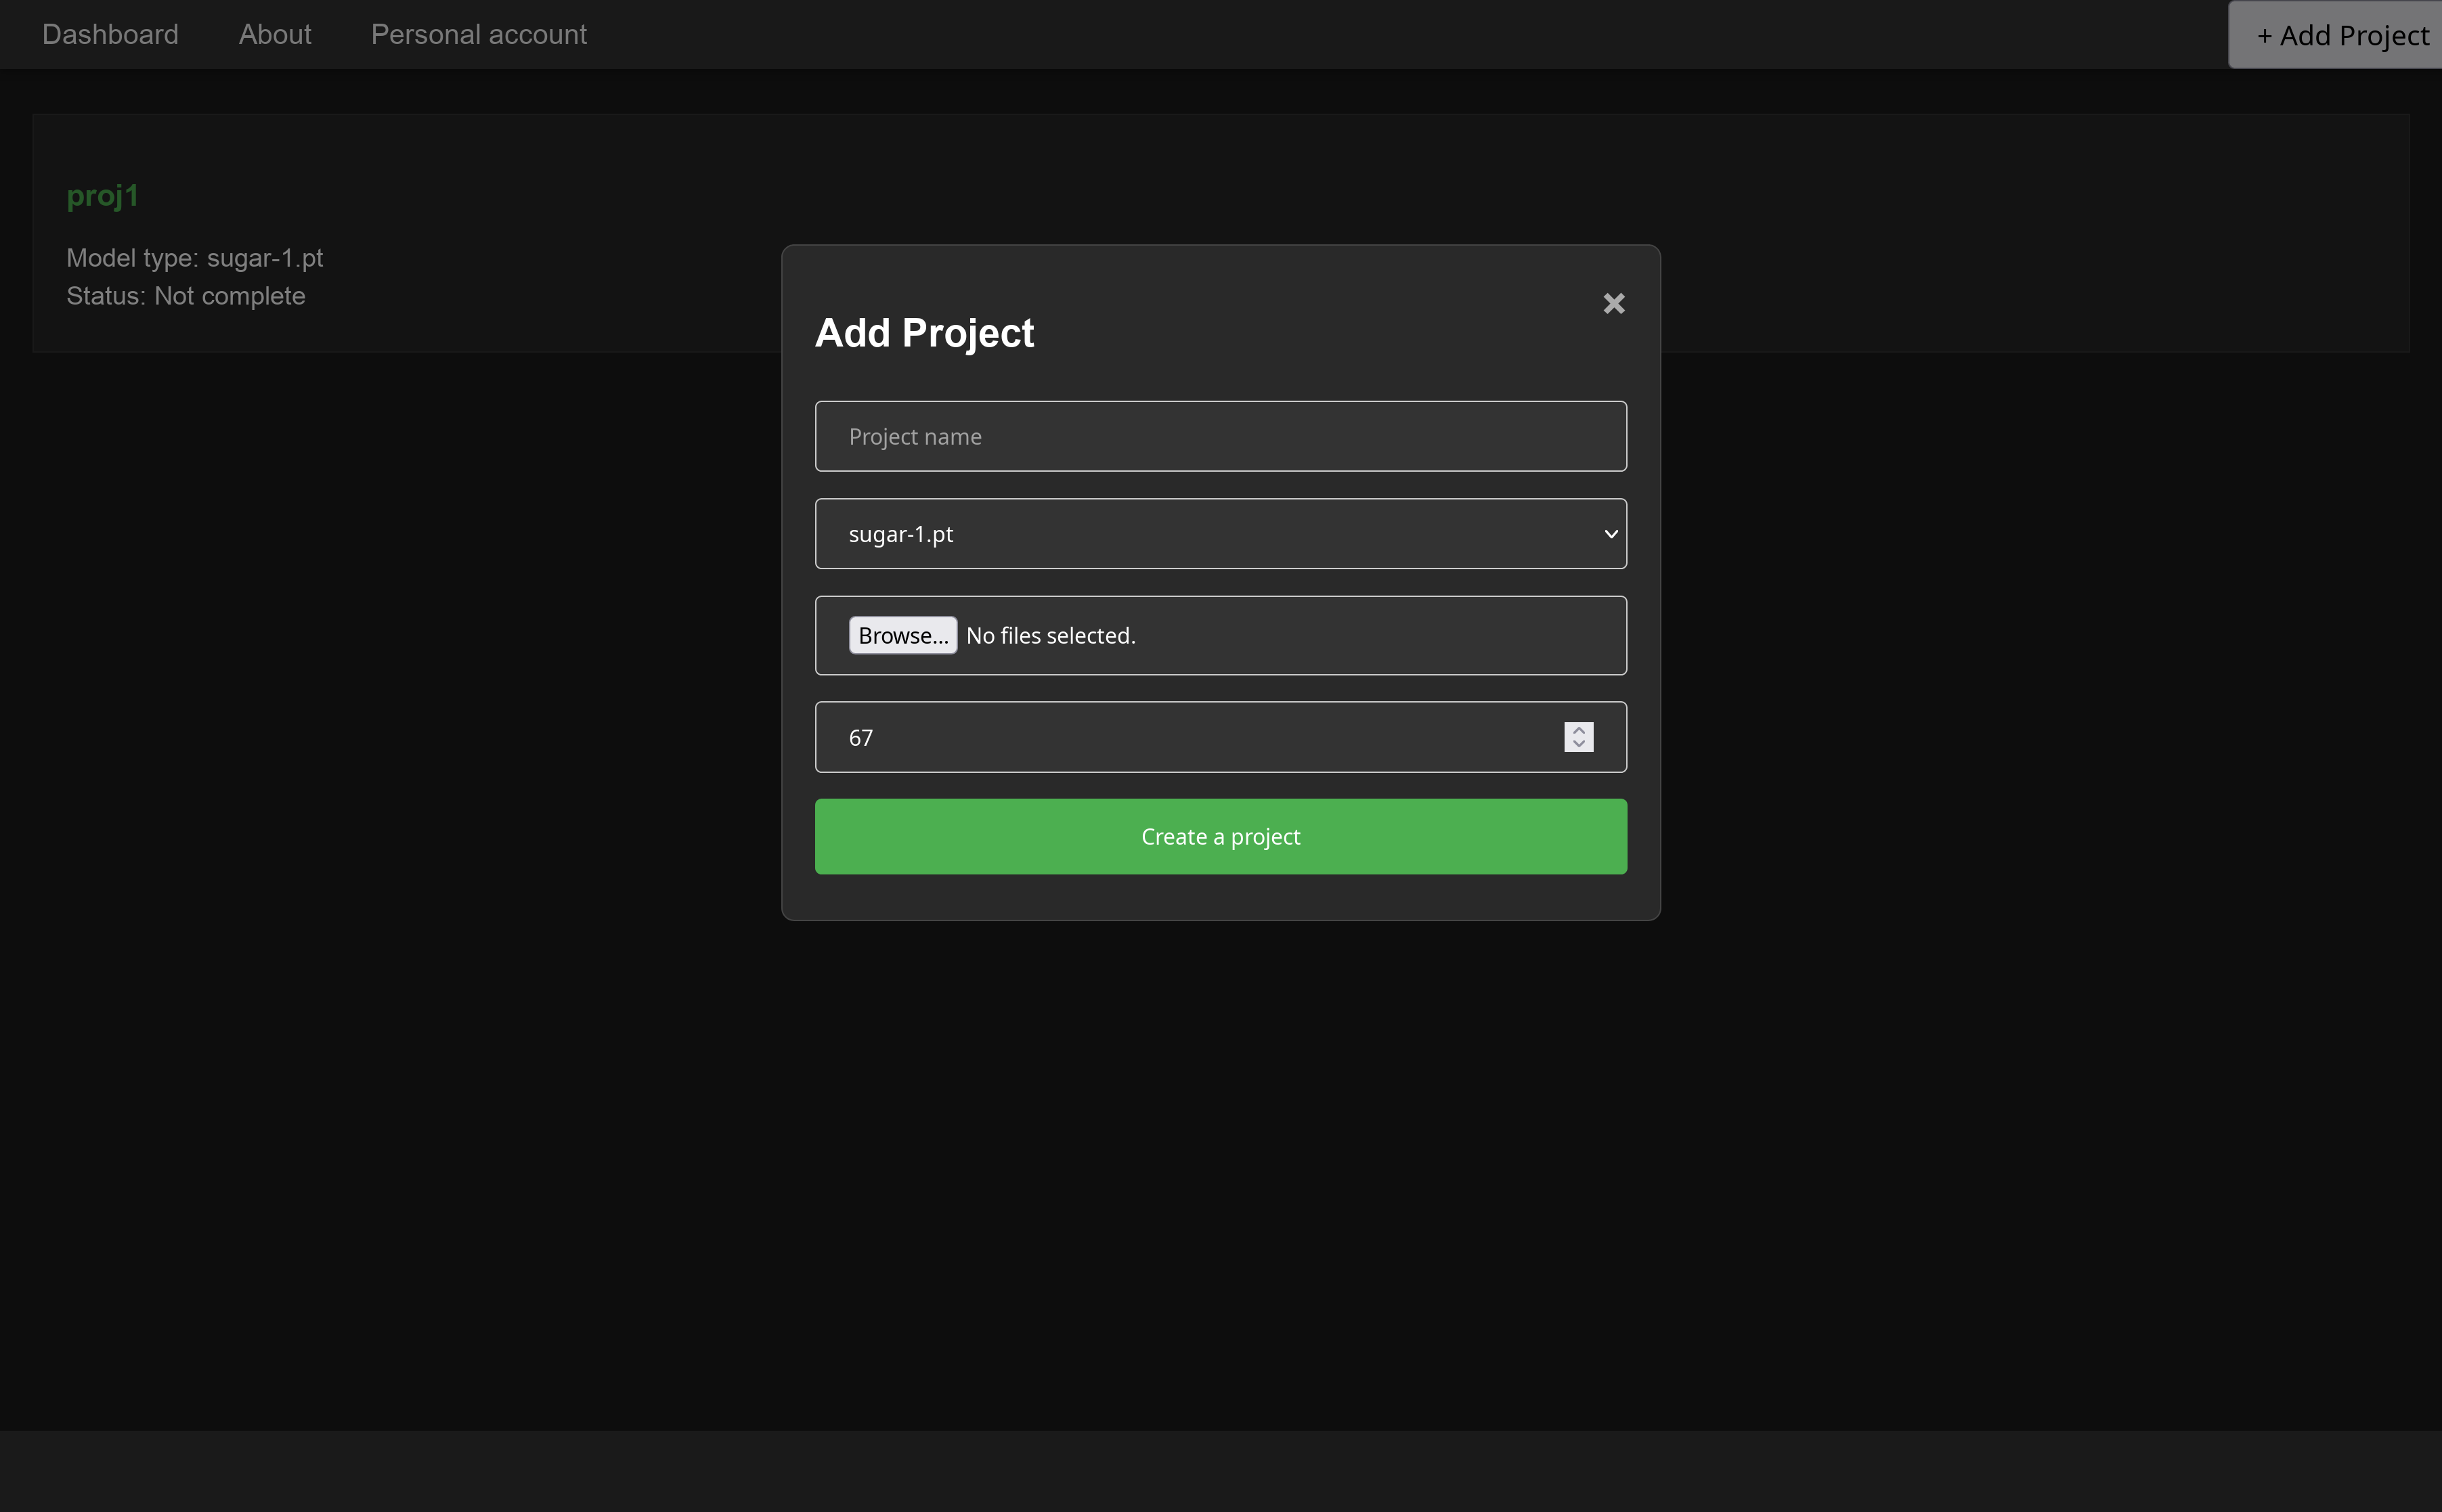 Dashboard About Personal account + Add Project
proj1
Model type: sugar-1.pt
Status: Not complete
×
Add Project
Project name
sugar-1.pt
Browse... No files selected.
67
Create a project